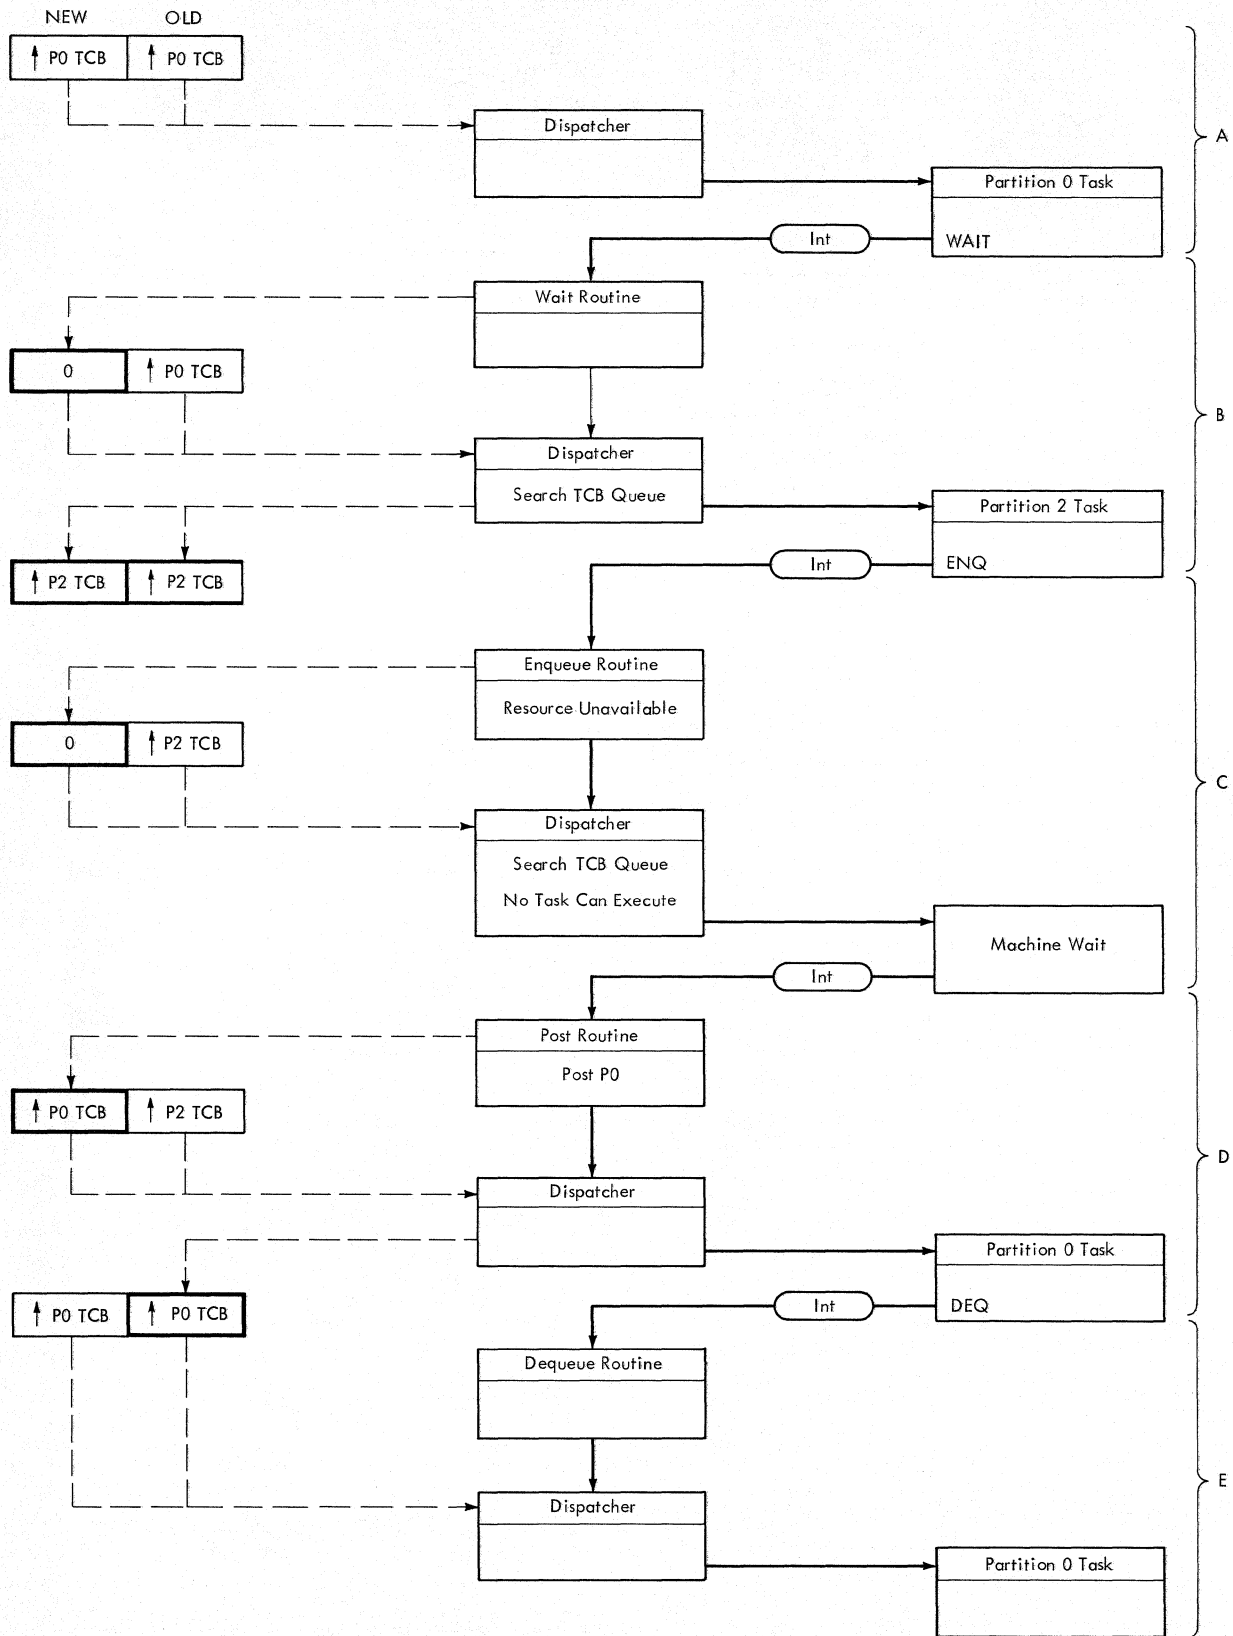 NEW OLD
↑ P0 TCB ↑ P0 TCB
Dispatcher
A
Partition 0 Task
Int
WAIT
Wait Routine
0 ↑ P0 TCB
B
Dispatcher
Search TCB Queue
Partition 2 Task
Int
ENQ
↑ P2 TCB ↑ P2 TCB
Enqueue Routine
Resource Unavailable
0 ↑ P2 TCB
C
Dispatcher
Search TCB Queue
No Task Can Execute
Machine Wait
Int
Post Routine
Post P0
↑ P0 TCB ↑ P2 TCB
D
Dispatcher
Partition 0 Task
Int
DEQ
↑ P0 TCB ↑ P0 TCB
Dequeue Routine
E
Dispatcher
Partition 0 Task